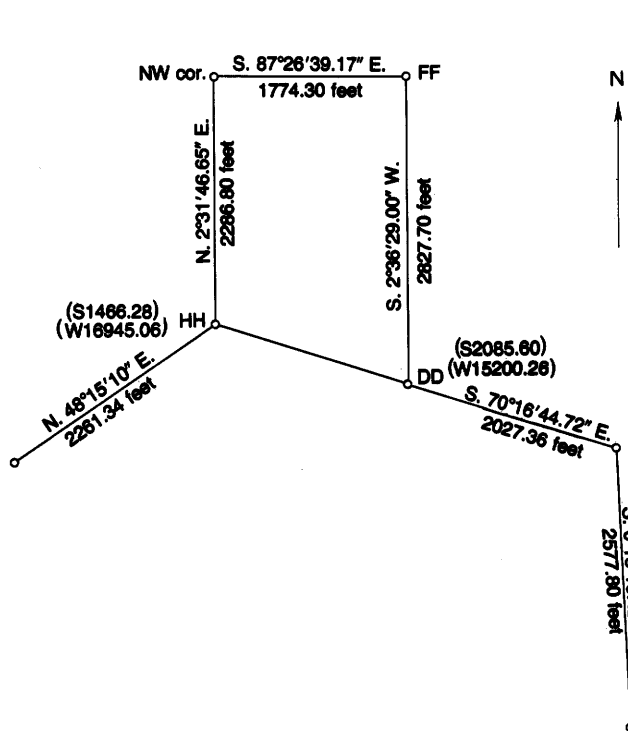 S. 87°26′39.17″ E.
NW cor.
FF
1774.30 feet
N
N. 2°31′46.65″ E.
2286.80 feet
S. 2°36′29.00″ W.
2827.70 feet
(S1466.28)
(W16945.06)
HH
(S2085.60)
(W15200.26)
DD
N. 48°15′10″ E.
2261.34 feet
S. 70°16′44.72″ E.
2027.36 feet
2577.80 feet